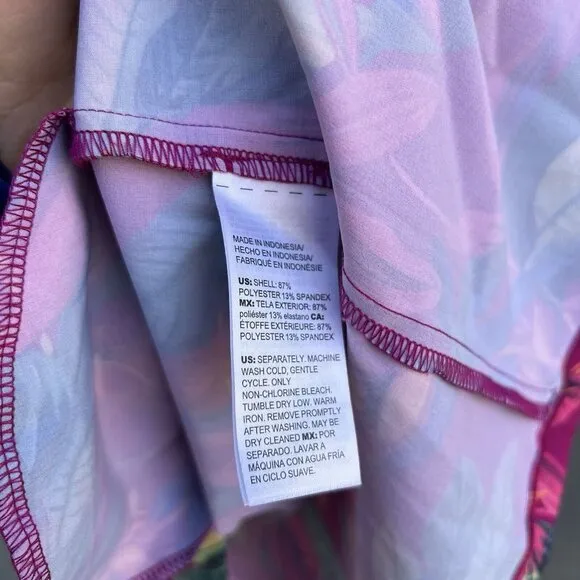 MADE IN INDONESIA/
HECHO EN INDONESIA/
FABRIQUÉ EN INDONÉSIE
US: SHELL: 87%
POLYESTER 13% SPANDEX
MX: TELA EXTERIOR: 87%
poliéster 13% elastano CA:
ÉTOFFE EXTÉRIEURE: 87%
POLYESTER 13% SPANDEX
US: SEPARATELY. MACHINE
WASH COLD, GENTLE
CYCLE. ONLY
NON-CHLORINE BLEACH.
TUMBLE DRY LOW. WARM
IRON. REMOVE PROMPTLY
AFTER WASHING. MAY BE
DRY CLEANED MX: POR
SEPARADO. LAVAR A
MÁQUINA CON AGUA FRÍA
EN CICLO SUAVE.